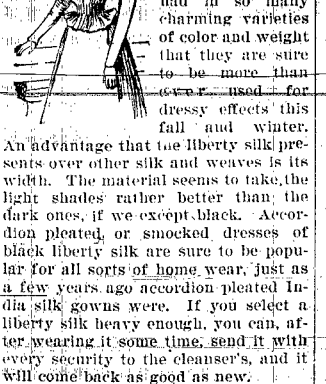 had in so many
charming varieties
of color and weight
that they are sure
to be more than
ever used for
dressy effects this
fall and winter.
An advantage that the liberty silk pre-
sents over other silk and weaves is its
width. The material seems to take the
light shades rather better than the
dark ones, if we except black. Accor-
dion pleated or smocked dresses of
black liberty silk are sure to be popu-
lar for all sorts of home wear, just as
a few years ago accordion pleated In-
dia silk gowns were. If you select a
liberty silk heavy enough, you can, af-
ter wearing it some time, send it with
every security to the cleanser's, and it
will come back as good as new.